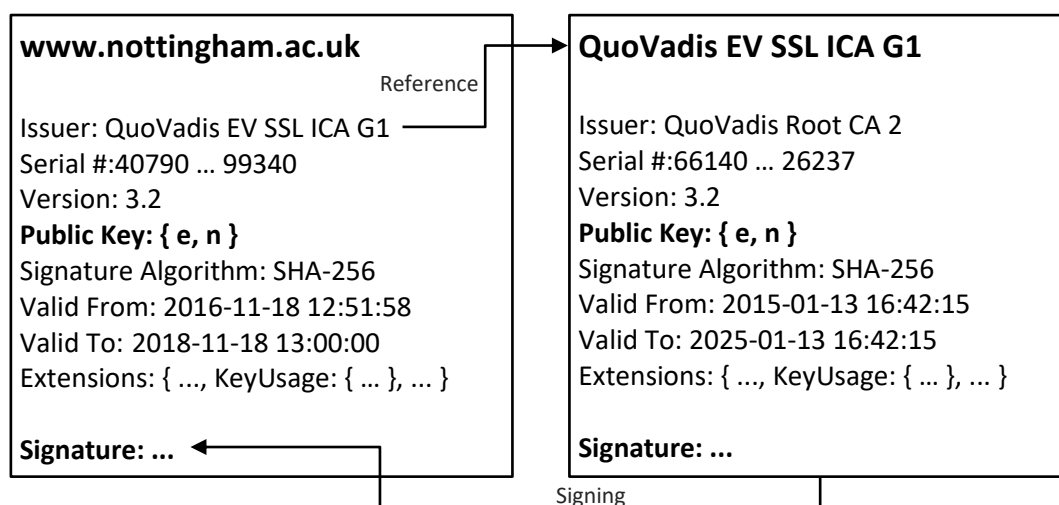 www.nottingham.ac.uk
Reference
Issuer: QuoVadis EV SSL ICA G1
Serial #:40790 ... 99340
Version: 3.2
Public Key: { e, n }
Signature Algorithm: SHA-256
Valid From: 2016-11-18 12:51:58
Valid To: 2018-11-18 13:00:00
Extensions: { ..., KeyUsage: { ... }, ... }
Signature: ...
QuoVadis EV SSL ICA G1
Issuer: QuoVadis Root CA 2
Serial #:66140 ... 26237
Version: 3.2
Public Key: { e, n }
Signature Algorithm: SHA-256
Valid From: 2015-01-13 16:42:15
Valid To: 2025-01-13 16:42:15
Extensions: { ..., KeyUsage: { ... }, ... }
Signature: ...
Signing